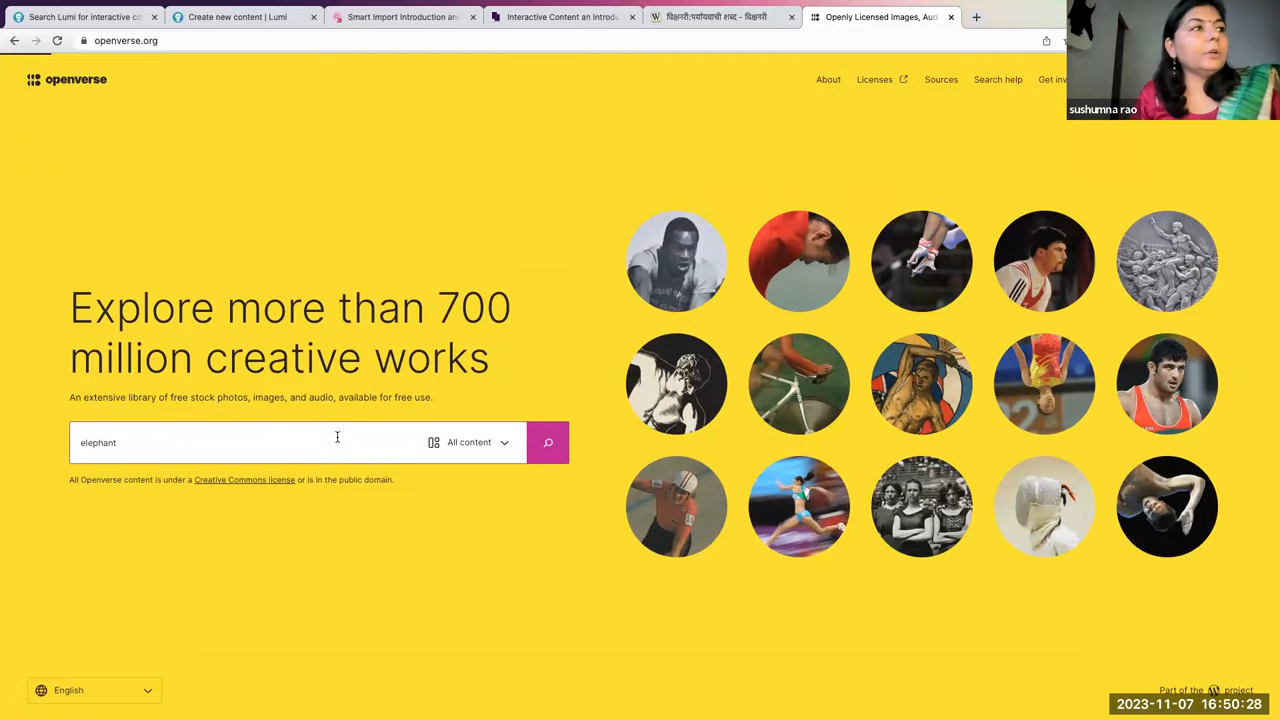 Search Lumi for interactive co
Create new content | Lumi
Smart Import Introduction an
Interactive Content an Introdu
विक्षनरी:पर्यायवाची शब्द - विक्षनरी
Openly Licensed Images, Aud
openverse.org
openverse
About
Licenses
Sources
Search help
Get inv
sushumna rao
Explore more than 700
million creative works
An extensive library of free stock photos, images, and audio, available for free use.
elephant
All content
All Openverse content is under a Creative Commons license or is in the public domain.
English
Part of the
project
2023-11-07 16:50:28